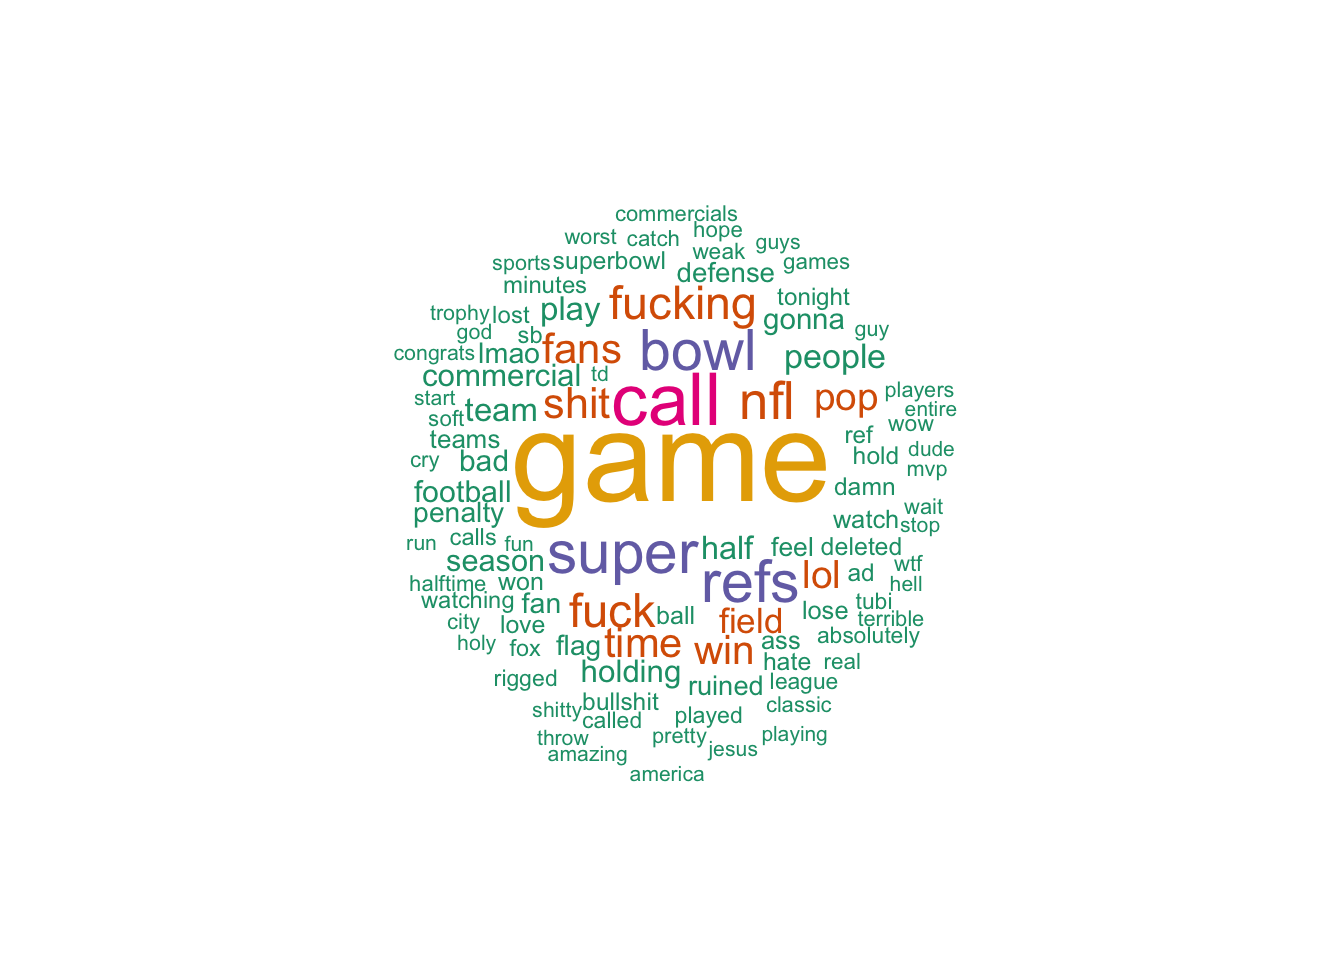 commercials
worst catch hope
weak guys
sports superbowl defense games
minutes fucking tonight
trophy lost play gonna
god sb fans bowl guy
congrats lmao people
commercial td call
start shit nfl pop players
soft team entire
teams game ref wow
cry bad hold dude
mvp
football damn
penalty watch wait
stop
run calls fun super half feel deleted
season refs lol ad wtf
halftime won hell
watching fan fuck ball field lose tubi
city love terrible
holy fox flag time win ass absolutely
holding hate real
rigged ruined league
shitty bullshit classic
called played
throw pretty playing
amazing jesus
america